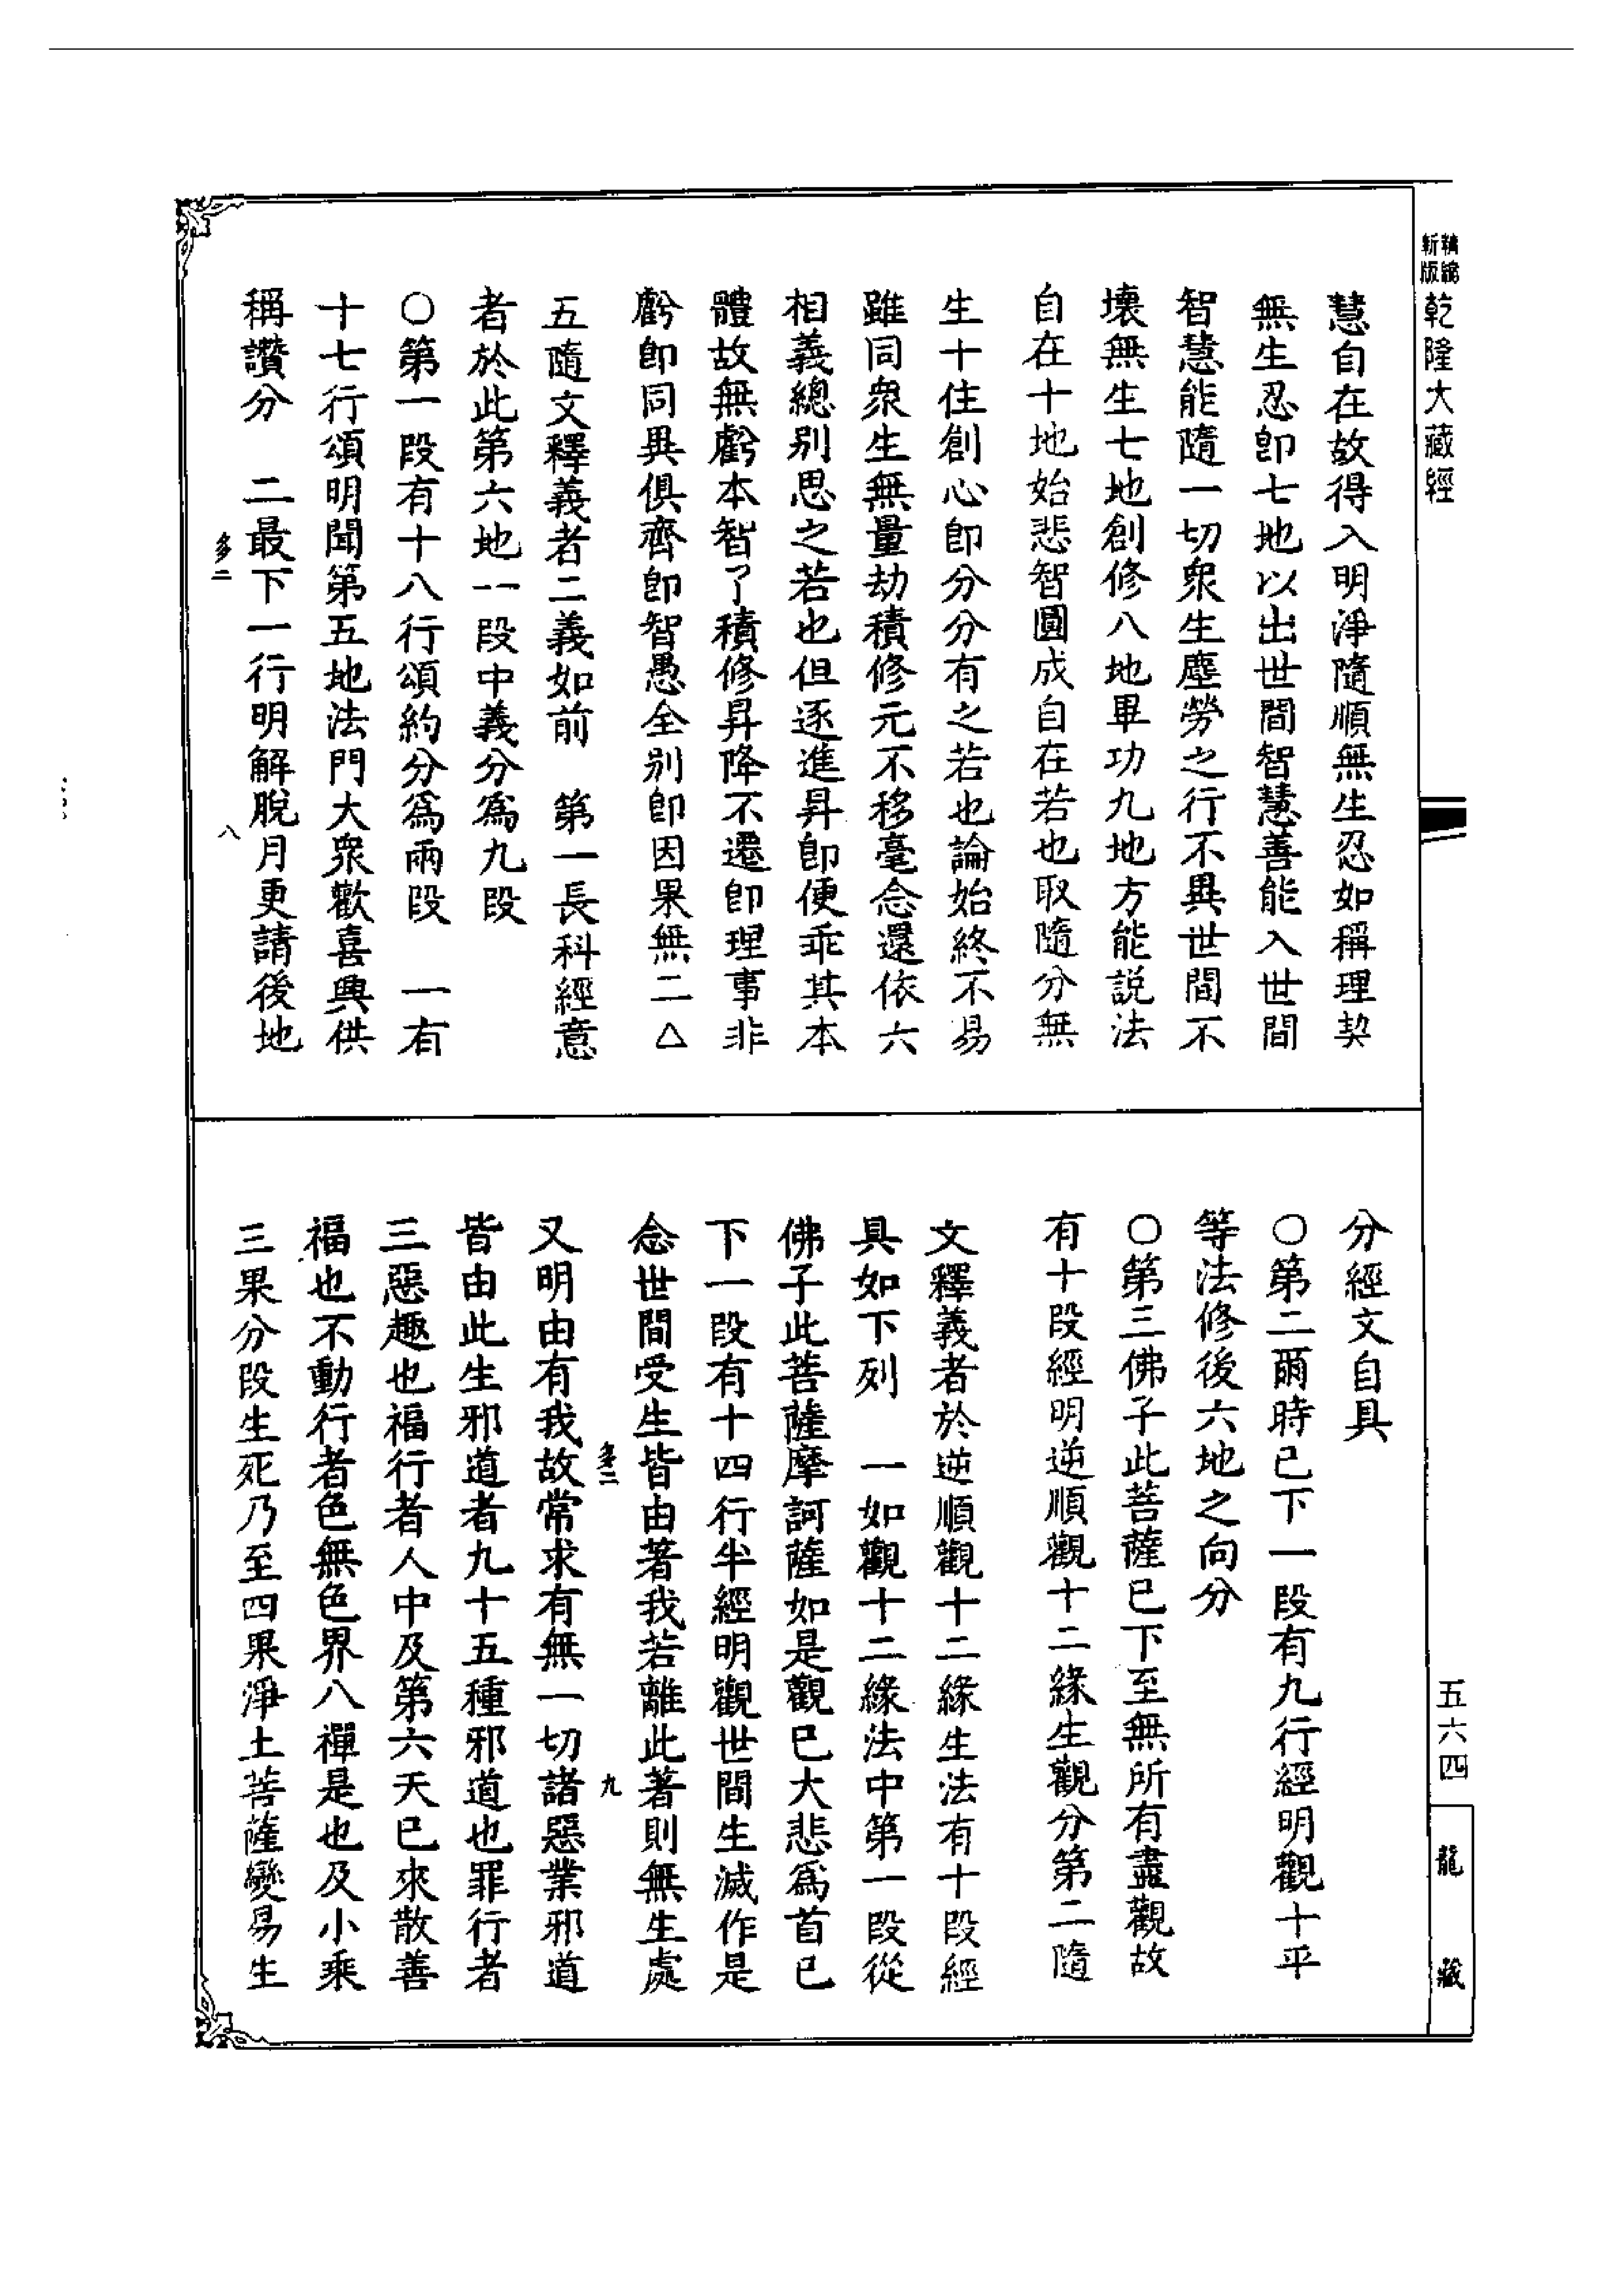 新版
精縮
乾隆大藏經
慧自在故得入明淨隨順無生忍如稱理契
無生忍卽七地以出世間智慧善能入世間
智慧能隨一切衆生塵勞之行不異世間不
壞無生七地創修八地畢功九地方能説法
自在十地始悲智圓成自在若也取隨分無
生十住創心卽分分有之若也論始終不易
雖同衆生無量劫積修元不移毫念還依六
相義總别思之若也但逐進昇卽便乖其本
體故無虧本智了積修昇降不還卽理事非
虧卽同異俱齊卽智愚全别卽因果無二△
五隨文釋義者二義如前 第一長科經意
者於此第六地一段中義分爲九段
○第一段有十八行頌約分爲兩段 一有
十七行頌明聞第五地法門大衆歡喜興供
稱讚分 二最下一行明解脫月更請後地
多二
八
分經文自具
○第二爾時已下一段有九行經明觀十平
等法修後六地之向分
○第三佛子此菩薩已下至無所有盡觀故
有十段經明逆順觀十二緣生觀分第二隨
文釋義者於逆順觀十二緣生法有十段經
具如下列 一如觀十二緣法中第一段從
佛子此菩薩摩訶薩如是觀已大悲爲首已
下一段有十四行半經明觀世間生滅作是
念世間受生皆由著我若離此著則無生處
多二
九
又明由有我故常求有無一切諸惡業邪道
皆由此生邪道者九十五種邪道也罪行者
三惡趣也福行者人中及第六天已來散善
福也不動行者色無色界八禪是也及小乘
三果分段生死乃至四果淨土菩薩變易生
五六四
龍藏